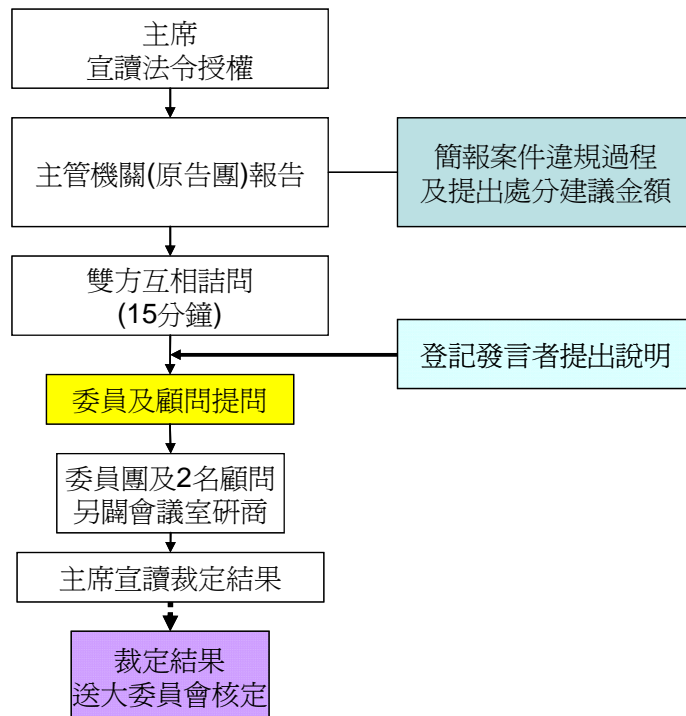 主席
宣讀法令授權
主管機關(原告團)報告
簡報案件違規過程
及提出處分建議金額
雙方互相詰問
(15分鐘)
登記發言者提出說明
委員及顧問提問
委員團及2名顧問
另闢會議室研商
主席宣讀裁定結果
裁定結果
送大委員會核定